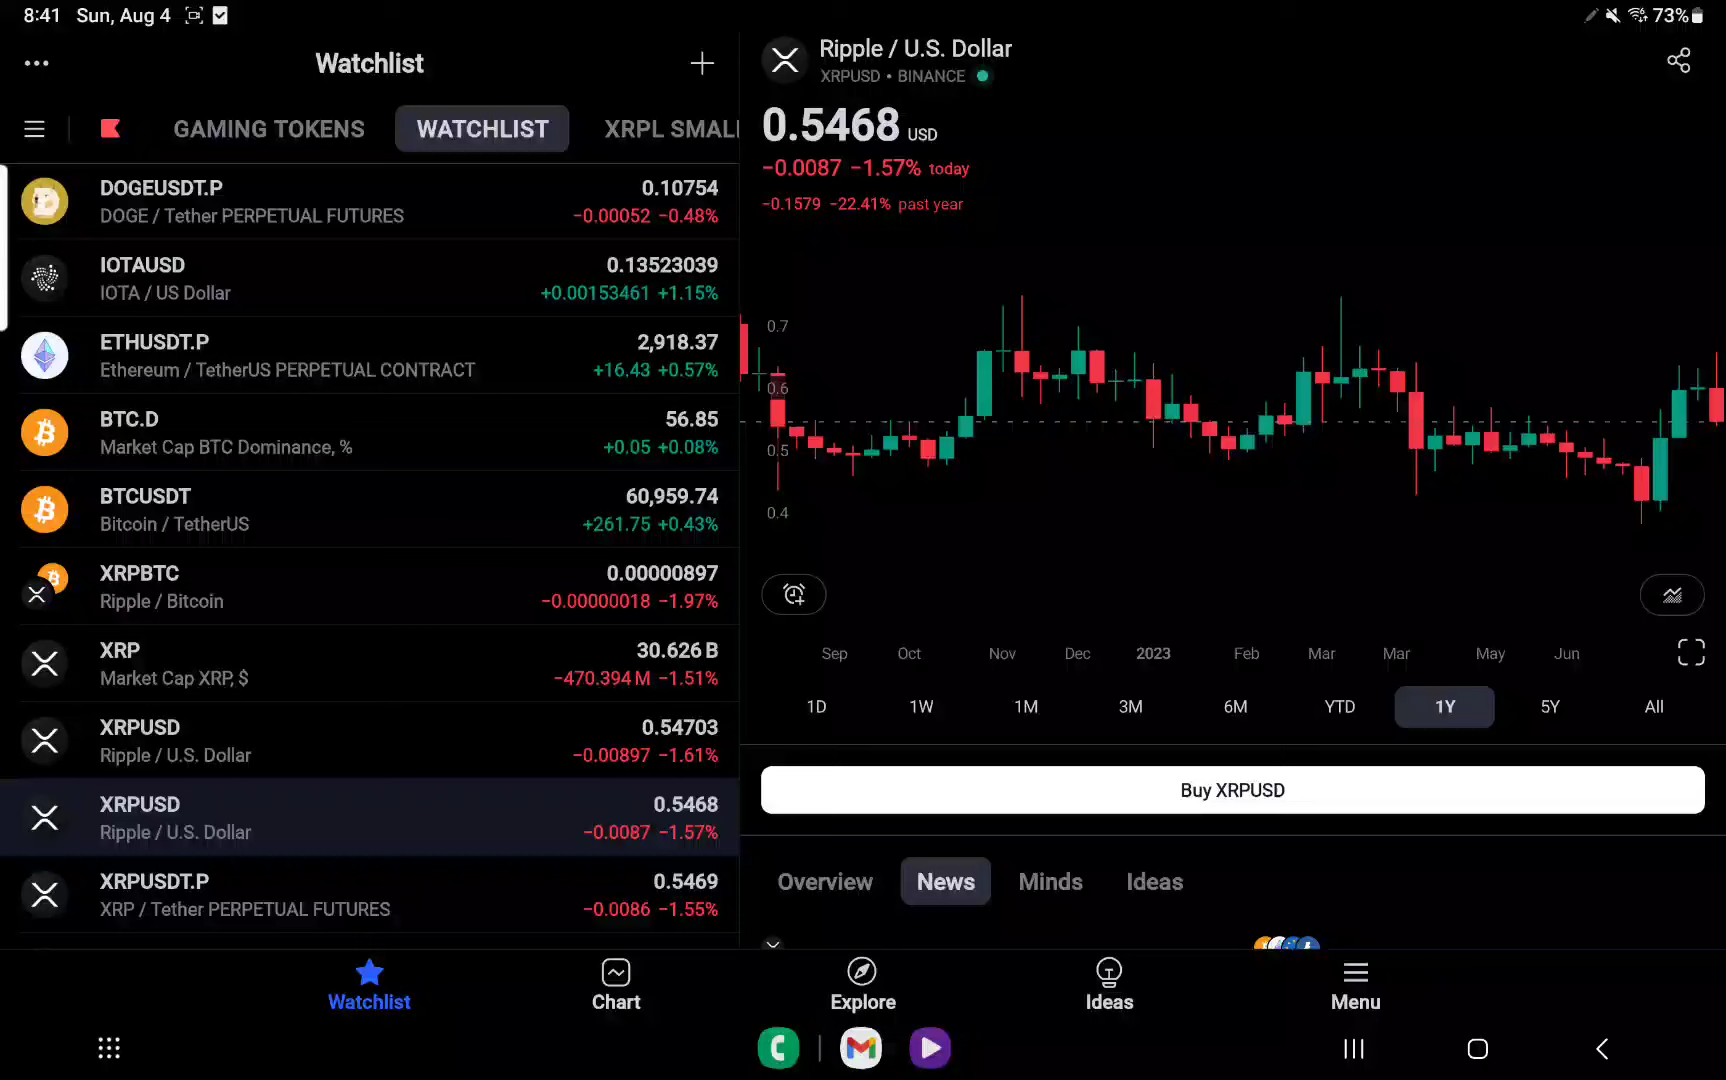 8:41 Sun, Aug 4
73%
Watchlist
GAMING TOKENS
WATCHLIST
XRPL SMAL
DOGEUSDT.P 0.10754
DOGE / Tether PERPETUAL FUTURES −0.00052 −0.48%
IOTAUSD 0.13523039
IOTA / US Dollar +0.00153461 +1.15%
ETHUSDT.P 2,918.37
Ethereum / TetherUS PERPETUAL CONTRACT +16.43 +0.57%
BTC.D 56.85
Market Cap BTC Dominance, % +0.05 +0.08%
BTCUSDT 60,959.74
Bitcoin / TetherUS +261.75 +0.43%
XRPBTC 0.00000897
Ripple / Bitcoin −0.00000018 −1.97%
XRP 30.626 B
Market Cap XRP, $ −470.394 M −1.51%
XRPUSD 0.54703
Ripple / U.S. Dollar −0.00897 −1.61%
XRPUSD 0.5468
Ripple / U.S. Dollar −0.0087 −1.57%
XRPUSDT.P 0.5469
XRP / Tether PERPETUAL FUTURES −0.0086 −1.55%
Ripple / U.S. Dollar
XRPUSD • BINANCE
0.5468 USD
−0.0087 −1.57% today
−0.1579 −22.41% past year
0.7
0.6
0.5
0.4
Sep Oct Nov Dec 2023 Feb Mar Mar May Jun
1D 1W 1M 3M 6M YTD 1Y 5Y All
Buy XRPUSD
Overview News Minds Ideas
Watchlist Chart Explore Ideas Menu